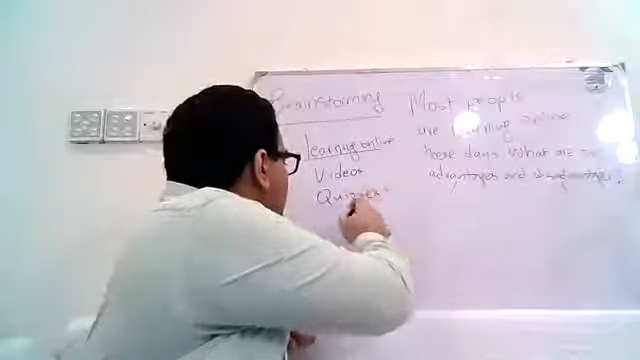 Brainstorming
learning online
Videos
Quizzes
Most people
are learning online
these days. What are the
advantages and disadvantages?